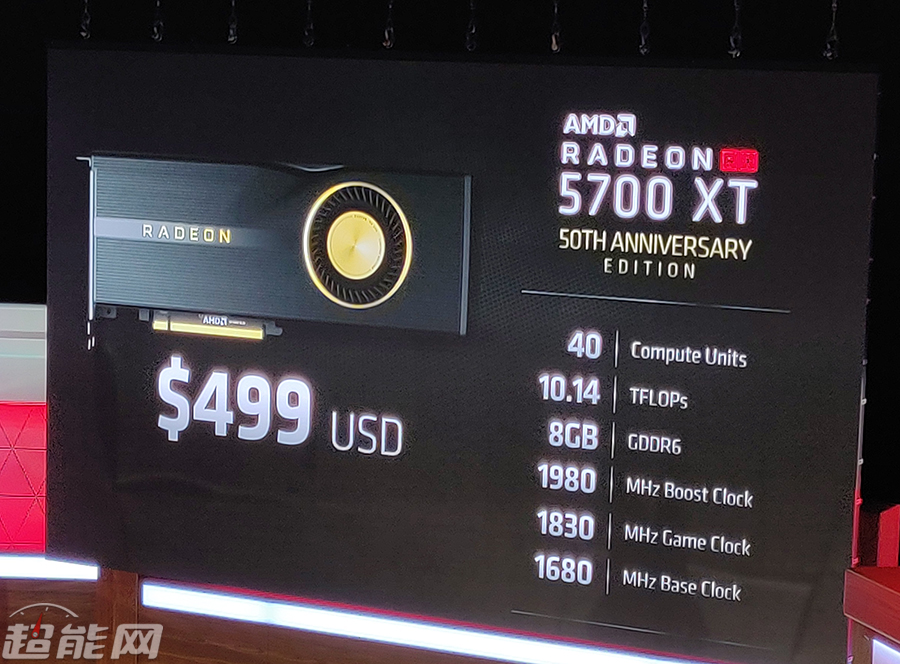 AMD
RADEON RX
5700 XT
50TH ANNIVERSARY
EDITION
RADEON
AMD
$499 USD
40 Compute Units
10.14 TFLOPs
8GB GDDR6
1980 MHz Boost Clock
1830 MHz Game Clock
1680 MHz Base Clock
超能网